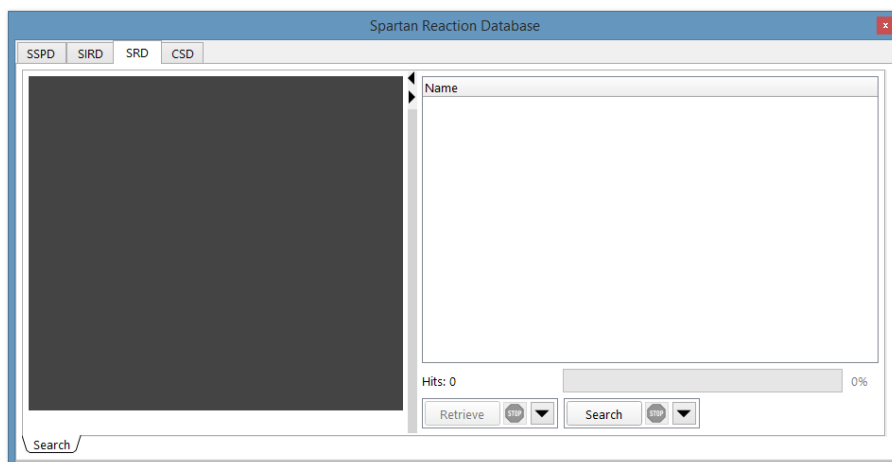 Spartan Reaction Database
x
SSPD SIRD SRD CSD
Name
Hits: 0 0%
Retrieve STOP Search STOP
Search